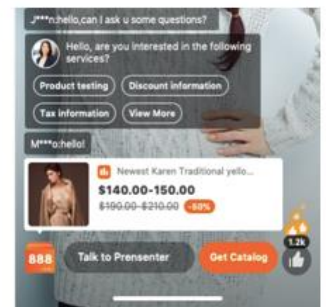 J***n:hello,can I ask u some questions?
Hello, are you interested in the following
services?
Product testing
Discount information
Tax information
View More
M***o:hello!
Newest Karen Traditional yello...
$140.00-150.00
$190.00-$210.00 -50%
1.2k
888
Talk to Prensenter
Get Catalog